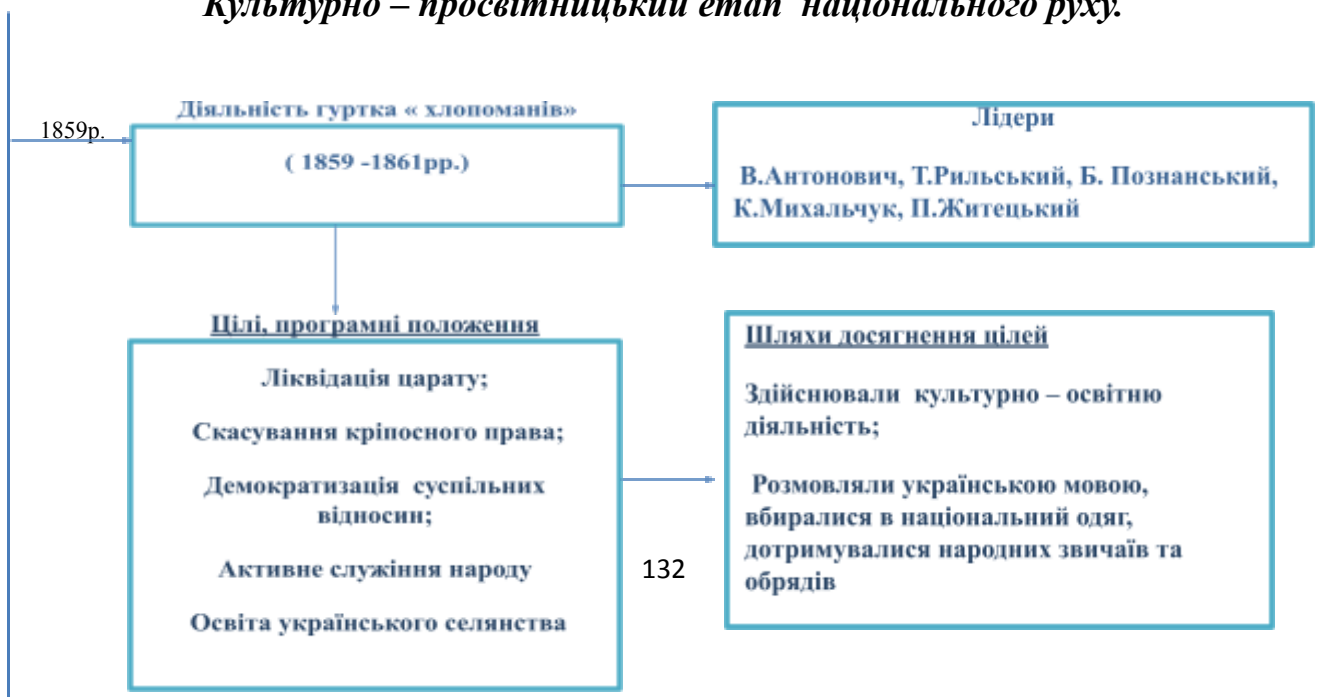 Культурно – просвітницький етап національного руху.
1859р.
Діяльність гуртка « хлопоманів»
( 1859 -1861рр.)
Лідери
В.Антонович, Т.Рильський, Б. Познанський,
К.Михальчук, П.Житецький
Цілі, програмні положення
Ліквідація царату;
Скасування кріпосного права;
Демократизація суспільних
відносин;
Активне служіння народу
Освіта українського селянства
Шляхи досягнення цілей
Здійснювали культурно – освітню
діяльність;
Розмовляли українською мовою,
вбиралися в національний одяг,
дотримувалися народних звичаїв та
обрядів
132